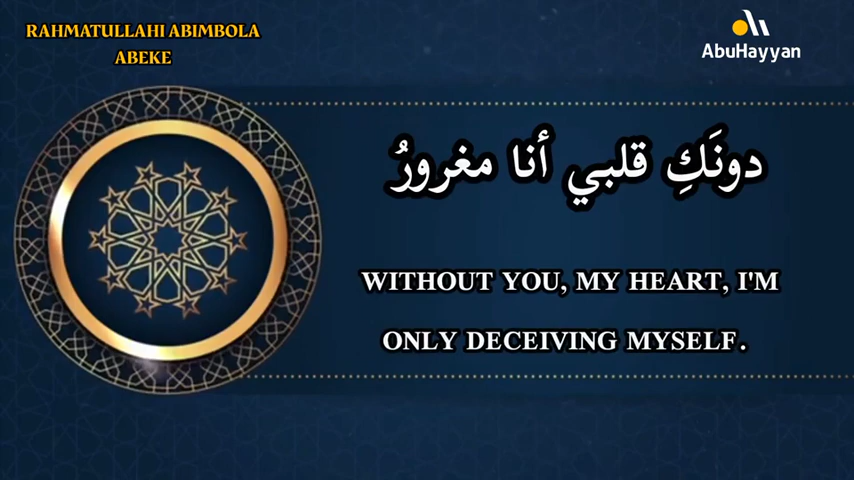 RAHMATULLAHI ABIMBOLA
ABEKE
AbuHayyan
دونَكِ قلبي أنا مغرورُ
WITHOUT YOU, MY HEART, I'M
ONLY DECEIVING MYSELF.